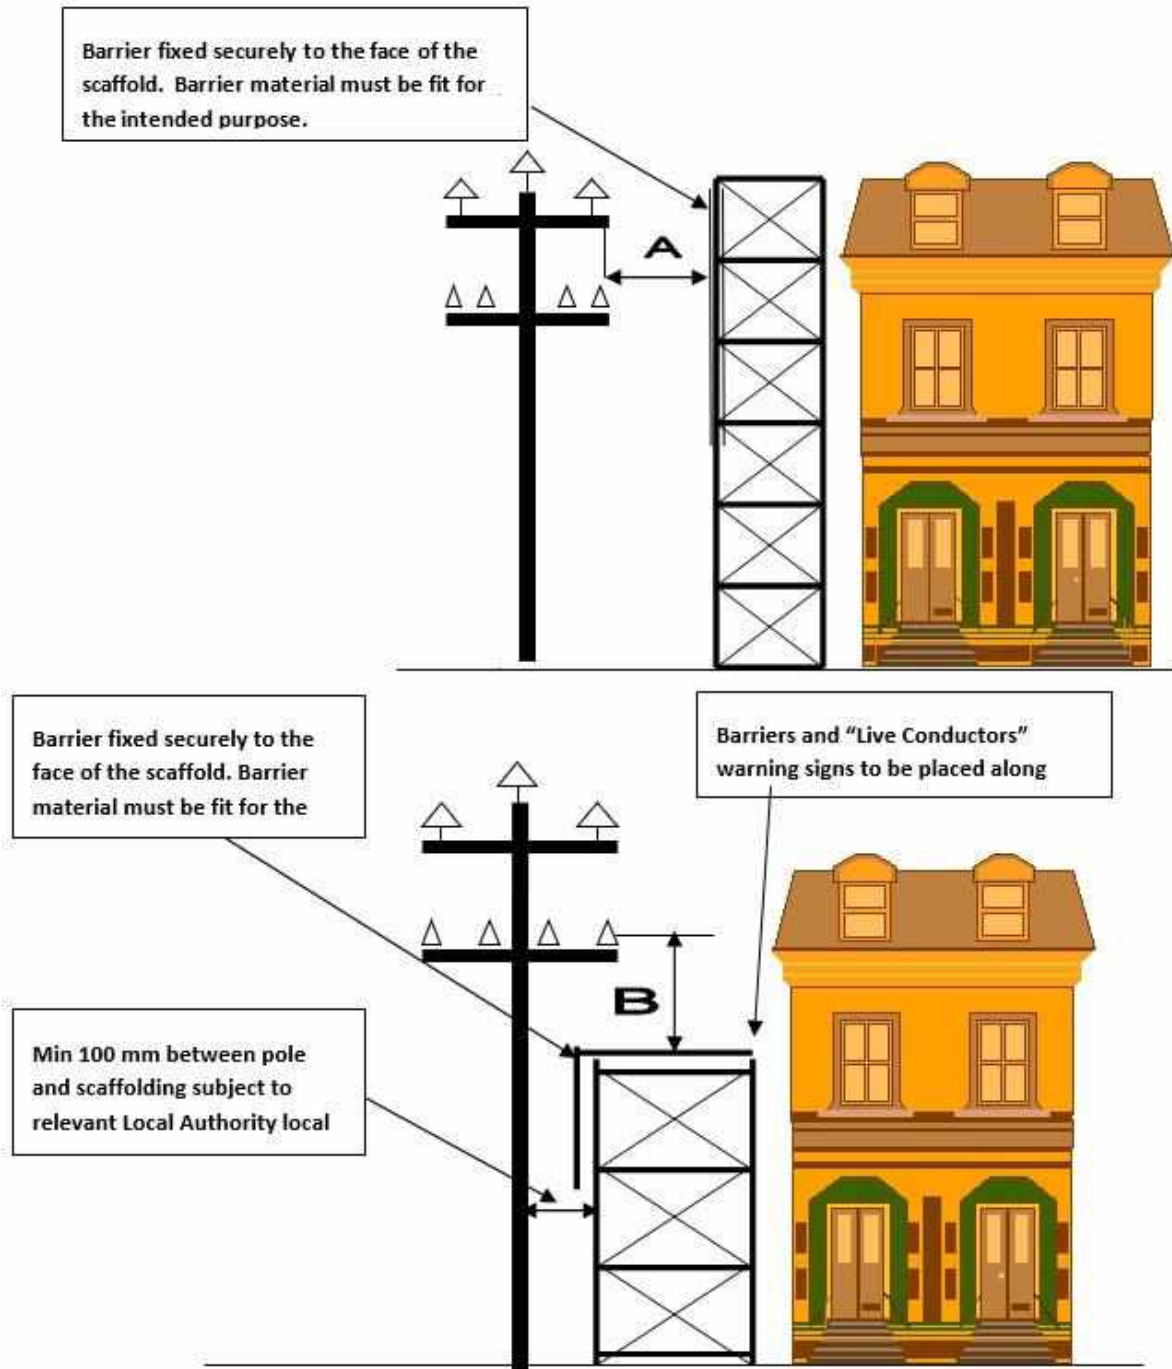 Barrier fixed securely to the face of the
scaffold. Barrier material must be fit for
the intended purpose.
A
Barrier fixed securely to the
face of the scaffold. Barrier
material must be fit for the
Barriers and “Live Conductors”
warning signs to be placed along
B
Min 100 mm between pole
and scaffolding subject to
relevant Local Authority local